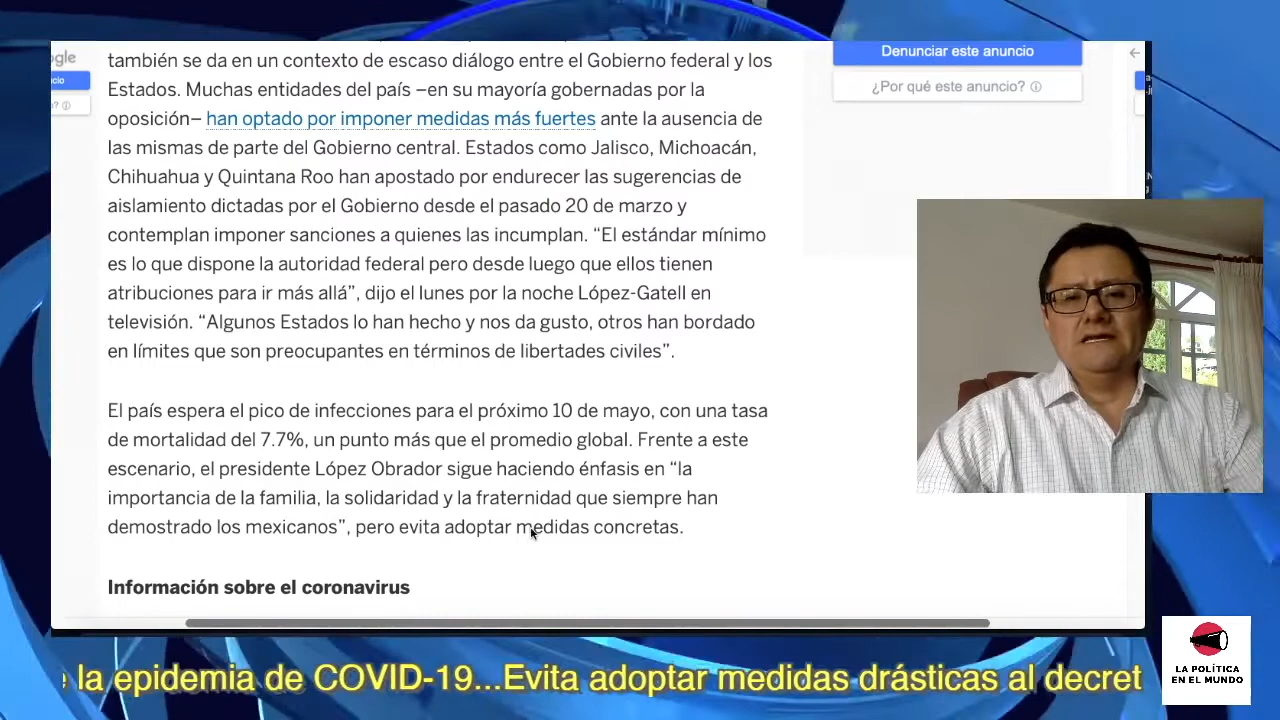 gle
cio
? ⓘ
también se da en un contexto de escaso diálogo entre el Gobierno federal y los
Estados. Muchas entidades del país –en su mayoría gobernadas por la
oposición– han optado por imponer medidas más fuertes ante la ausencia de
las mismas de parte del Gobierno central. Estados como Jalisco, Michoacán,
Chihuahua y Quintana Roo han apostado por endurecer las sugerencias de
aislamiento dictadas por el Gobierno desde el pasado 20 de marzo y
contemplan imponer sanciones a quienes las incumplan. “El estándar mínimo
es lo que dispone la autoridad federal pero desde luego que ellos tienen
atribuciones para ir más allá”, dijo el lunes por la noche López-Gatell en
televisión. “Algunos Estados lo han hecho y nos da gusto, otros han bordado
en límites que son preocupantes en términos de libertades civiles”.
El país espera el pico de infecciones para el próximo 10 de mayo, con una tasa
de mortalidad del 7.7%, un punto más que el promedio global. Frente a este
escenario, el presidente López Obrador sigue haciendo énfasis en “la
importancia de la familia, la solidaridad y la fraternidad que siempre han
demostrado los mexicanos”, pero evita adoptar medidas concretas.
Información sobre el coronavirus
Denunciar este anuncio
¿Por qué este anuncio? ⓘ
la epidemia de COVID-19...Evita adoptar medidas drásticas al decret
LA POLÍTICA
EN EL MUNDO